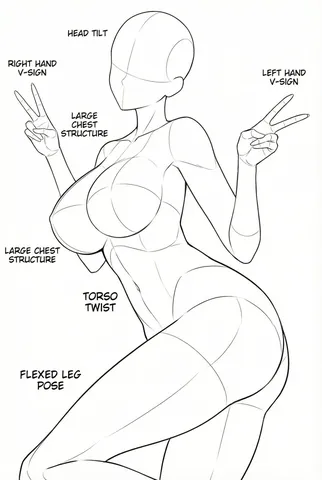 HEAD TILT
RIGHT HAND
V-SIGN
LEFT HAND
V-SIGN
LARGE
CHEST
STRUCTURE
LARGE CHEST
STRUCTURE
TORSO
TWIST
FLEXED LEG
POSE